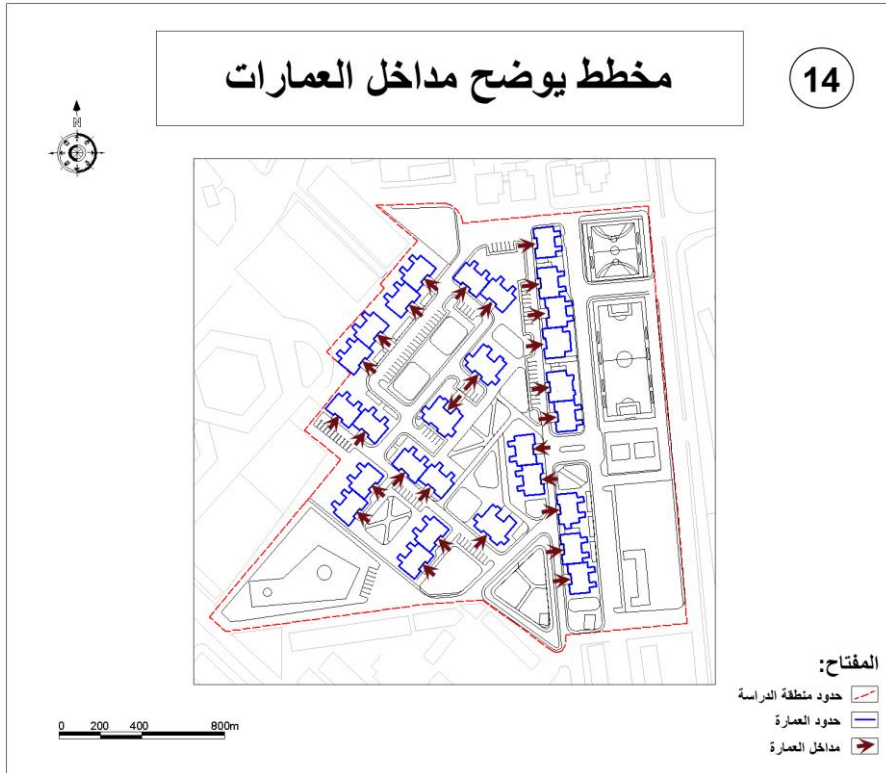 مخطط يوضح مداخل العمارات
14
N
المفتاح:
حدود منطقة الدراسة
حدود العمارة
مداخل العمارة
0 200 400 800m